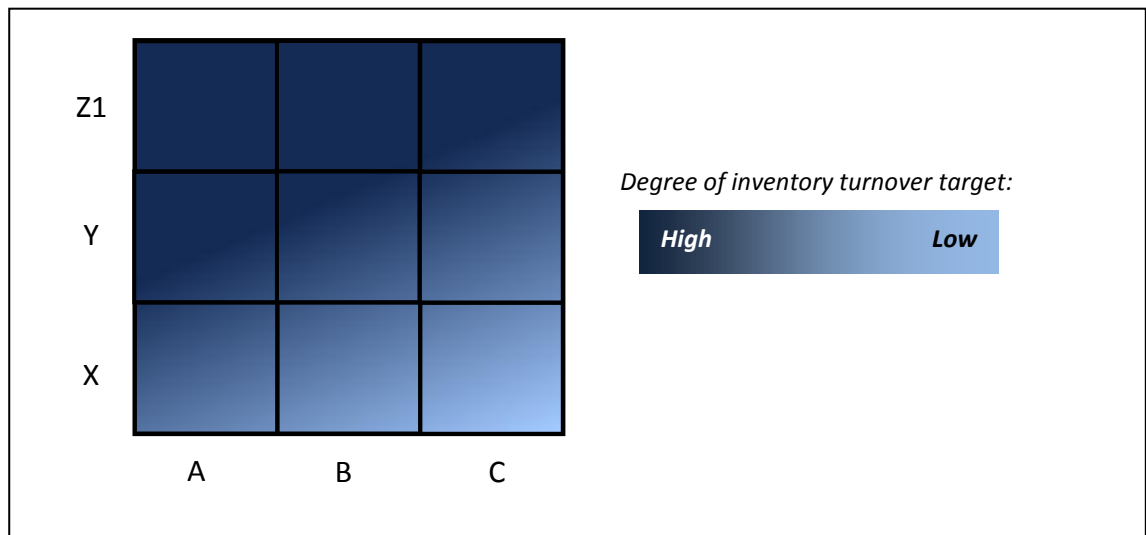 Z1
Degree of inventory turnover target:
High Low
Y
X
A B C